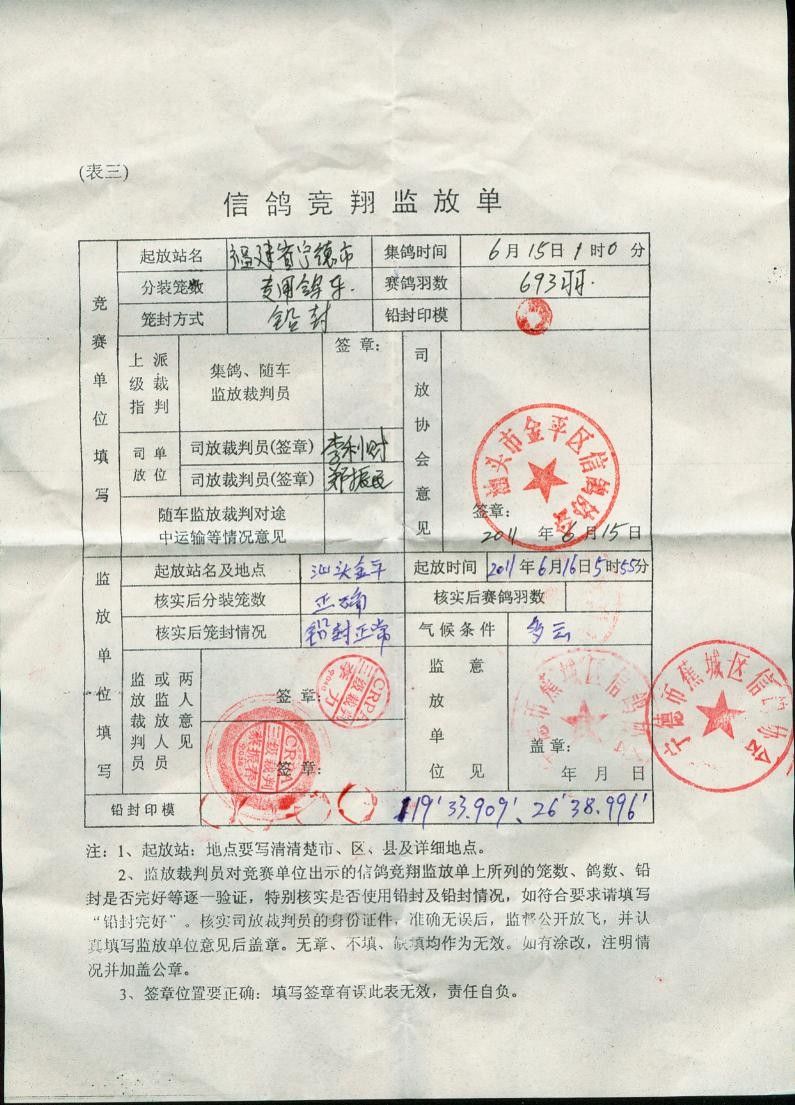 (表三)
信鸽竞翔监放单
竞赛单位填写
起放站名 福建省宁德市 集鸽时间 6月15日1时0分
分装笼数 专用鸽车. 赛鸽羽数 693羽.
笼封方式 铅封 铅封印模
上级指派裁判 集鸽、随车监放裁判员 签章:
司放单位 司放裁判员(签章) 李利财
司放裁判员(签章) 郑振民
随车监放裁判对途中运输等情况意见
司放协会意见
汕头市金平区信鸽协会
签章:
2011年6月15日
监放单位填写
起放站名及地点 汕头金平 起放时间 2011年6月16日5时55分
核实后分装笼数 正确 核实后赛鸽羽数
核实后笼封情况 铅封正常 气候条件 多云
两人或监放裁判员监放人员意见
签章:
CRPA
三级裁判
签章:
CRPA
三级裁判
监放单位意见
盖章:
年 月 日
市蕉城区信鸽
宁德市蕉城区信鸽协会
铅封印模 119'33.909'、26'38.996'
注：1、起放站：地点要写清清楚市、区、县及详细地点。
2、监放裁判员对竞赛单位出示的信鸽竞翔监放单上所列的笼数、鸽数、铅
封是否完好等逐一验证，特别核实是否使用铅封及铅封情况，如符合要求请填写
“铅封完好”。核实司放裁判员的身份证件，准确无误后，监督公开放飞，并认
真填写监放单位意见后盖章。无章、不填、缺填均作为无效。如有涂改，注明情
况并加盖公章。
3、签章位置要正确：填写签章有误此表无效，责任自负。